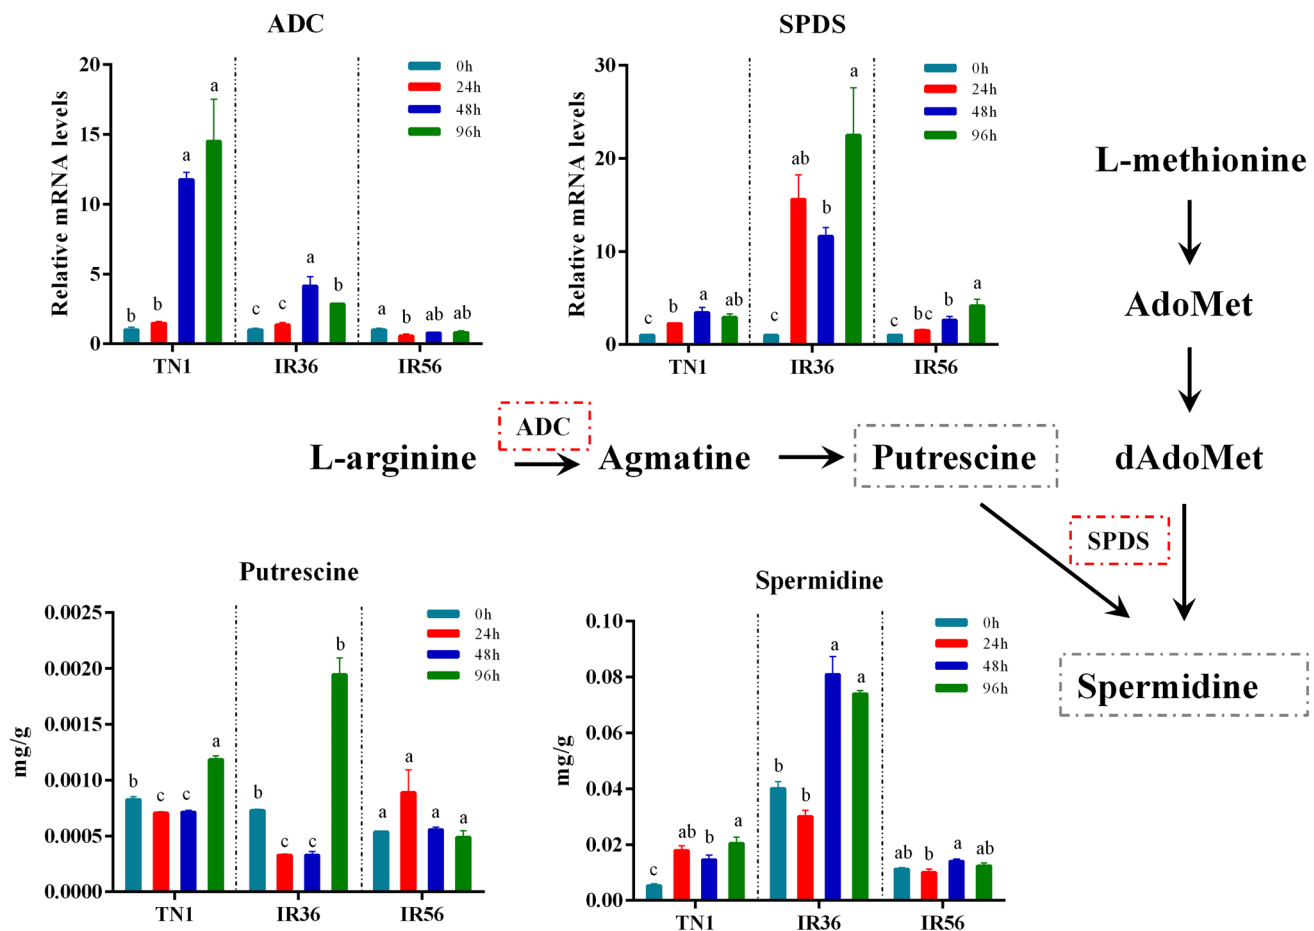 ADC
Relative mRNA levels
20
15
10
5
0
0h
24h
48h
96h
b
b
a
a
c
c
a
b
a
b
ab
ab
TN1
IR36
IR56
SPDS
Relative mRNA levels
30
20
10
0
0h
24h
48h
96h
c
b
a
ab
c
ab
b
a
c
bc
b
a
TN1
IR36
IR56
L-methionine
AdoMet
dAdoMet
L-arginine
ADC
Agmatine
Putrescine
SPDS
Spermidine
Putrescine
mg/g
0.0025
0.0020
0.0015
0.0010
0.0005
0.0000
0h
24h
48h
96h
b
c
c
a
b
c
c
b
a
a
a
a
TN1
IR36
IR56
Spermidine
mg/g
0.10
0.08
0.06
0.04
0.02
0.00
0h
24h
48h
96h
c
ab
b
a
b
b
a
a
ab
b
a
ab
TN1
IR36
IR56